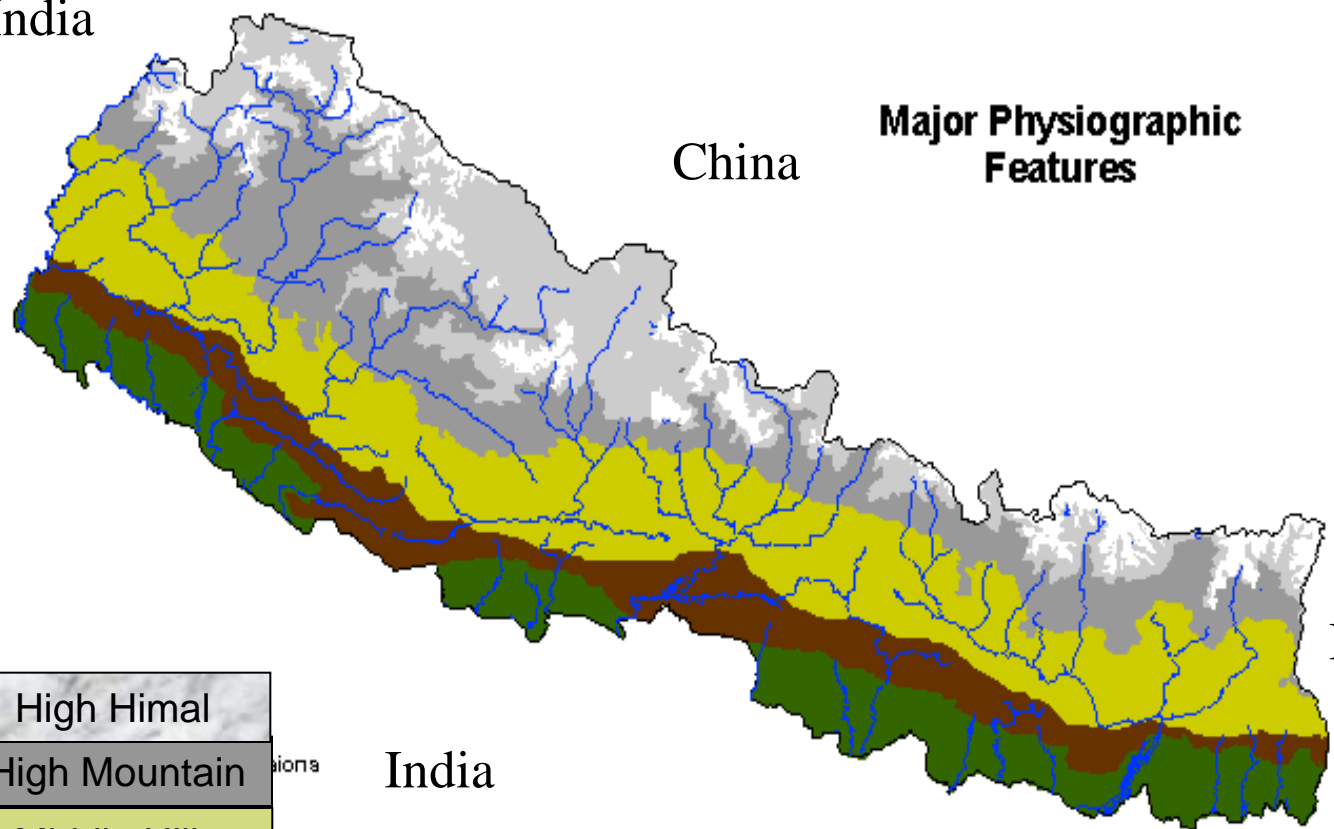 India
China
Major Physiographic
Features
High Himal
High Mountain
India